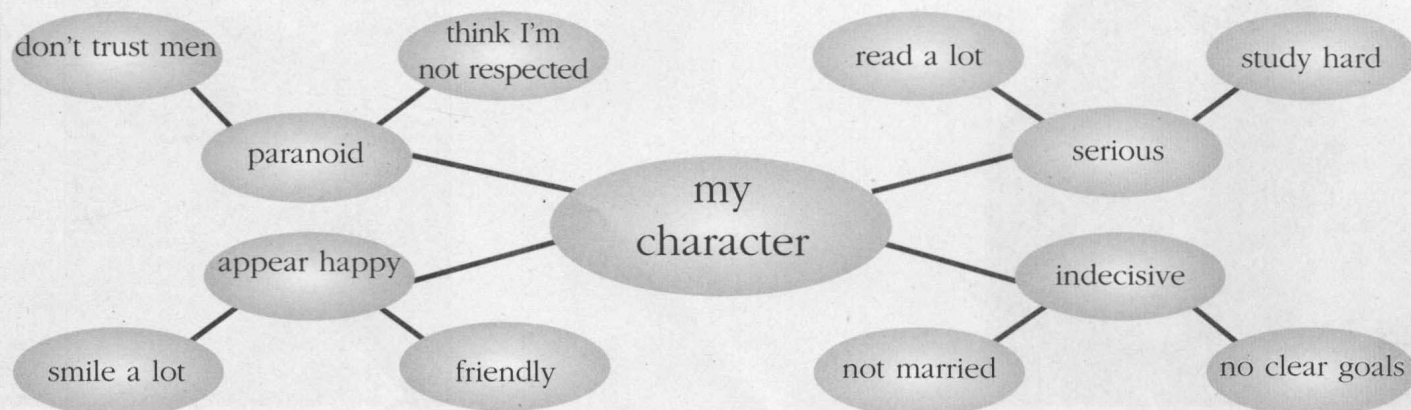 don't trust men
think I'm
not respected
paranoid
appear happy
smile a lot
friendly
my
character
read a lot
study hard
serious
indecisive
not married
no clear goals